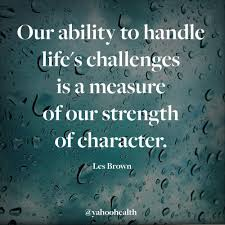 Our ability to handle
life's challenges
is a measure
of our strength
of character.
-Les Brown
@yahoohealth